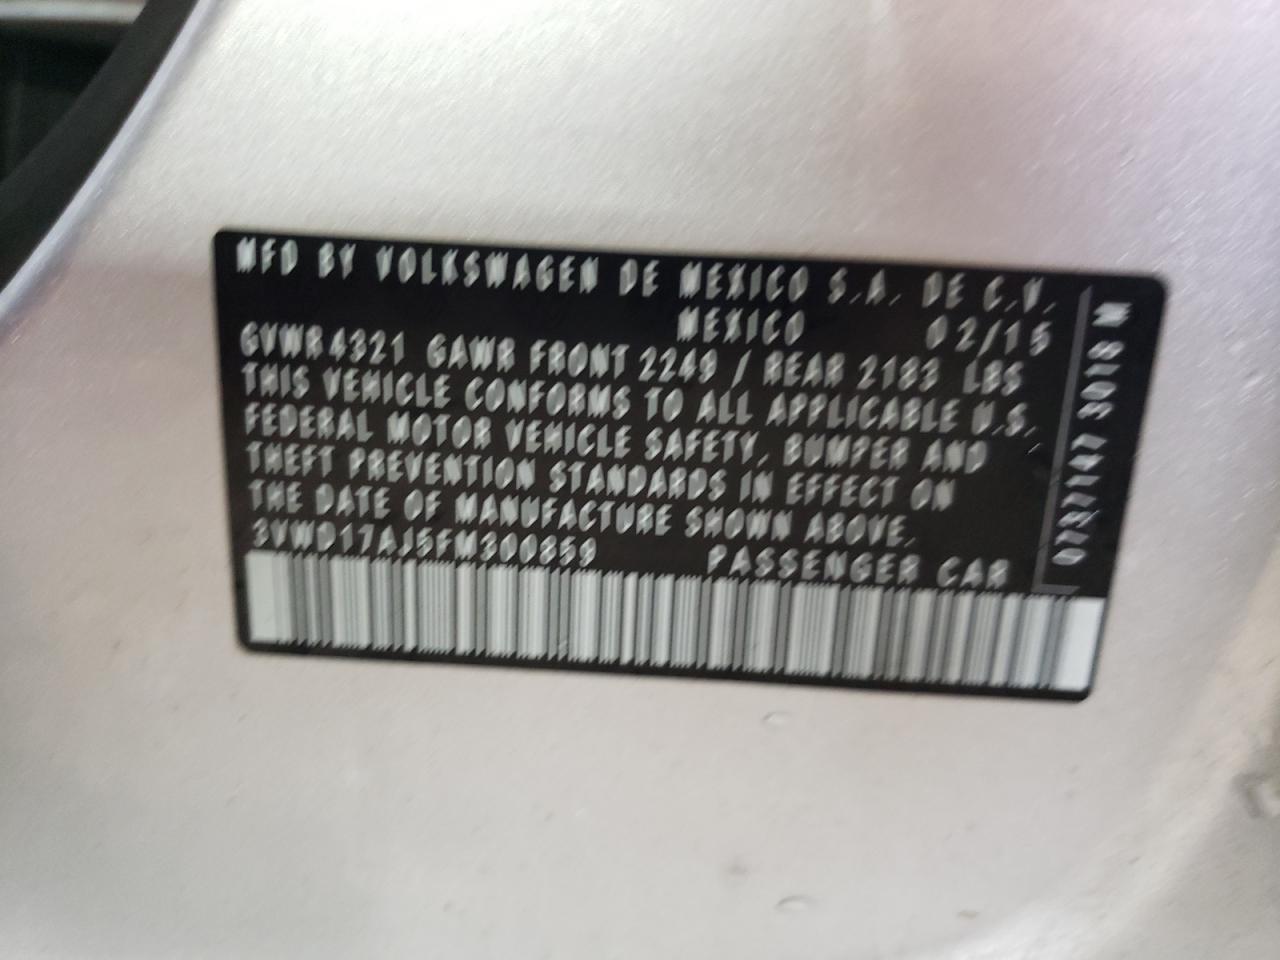 MFD BY VOLKSWAGEN DE MEXICO S.A. DE C.V.
MEXICO 02/15
GVWR 4321 GAWR FRONT 2249 / REAR 2183 LBS
THIS VEHICLE CONFORMS TO ALL APPLICABLE U.S.
FEDERAL MOTOR VEHICLE SAFETY, BUMPER AND
THEFT PREVENTION STANDARDS IN EFFECT ON
THE DATE OF MANUFACTURE SHOWN ABOVE.
3VWD17AJ5FM300859 PASSENGER CAR